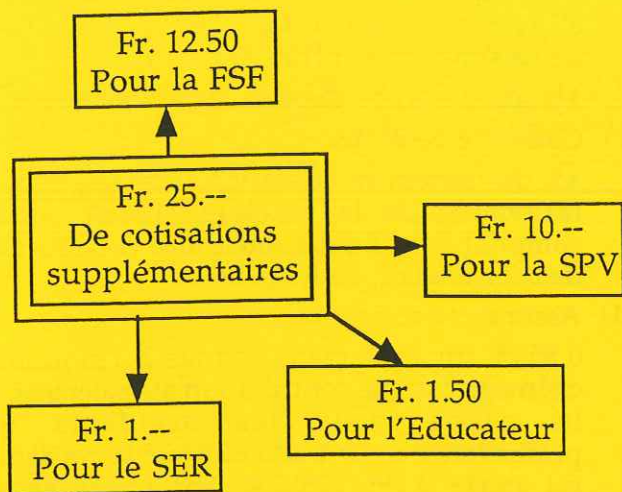 Fr. 12.50
Pour la FSF
Fr. 25.--
De cotisations
supplémentaires
Fr. 10.--
Pour la SPV
Fr. 1.50
Pour l'Educateur
Fr. 1.--
Pour le SER